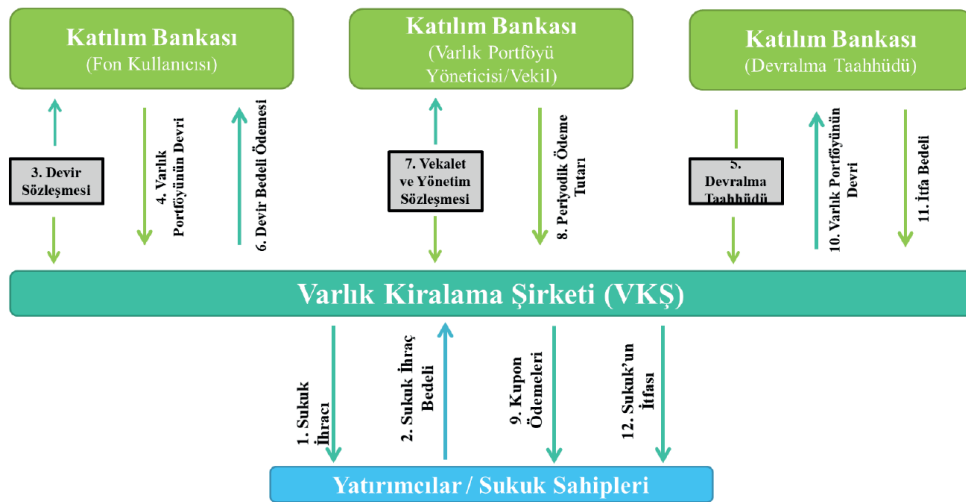 Katılım Bankası
(Fon Kullanıcısı)
Katılım Bankası
(Varlık Portföyü
Yöneticisi/Vekil)
Katılım Bankası
(Devralma Taahhüdü)
3. Devir
Sözleşmesi
4. Varlık
Portföyünün Devri
6. Devir Bedeli Ödemesi
7. Vekalet
ve Yönetim
Sözleşmesi
8. Periyodik Ödeme
Tutarı
5.
Devralma
Taahhüdü
10. Varlık Portföyünün
Devri
11. İtfa Bedeli
Varlık Kiralama Şirketi (VKŞ)
1. Sukuk
İhracı
2. Sukuk İhraç
Bedeli
9. Kupon
Ödemeleri
12. Sukuk’un
İtfası
Yatırımcılar / Sukuk Sahipleri